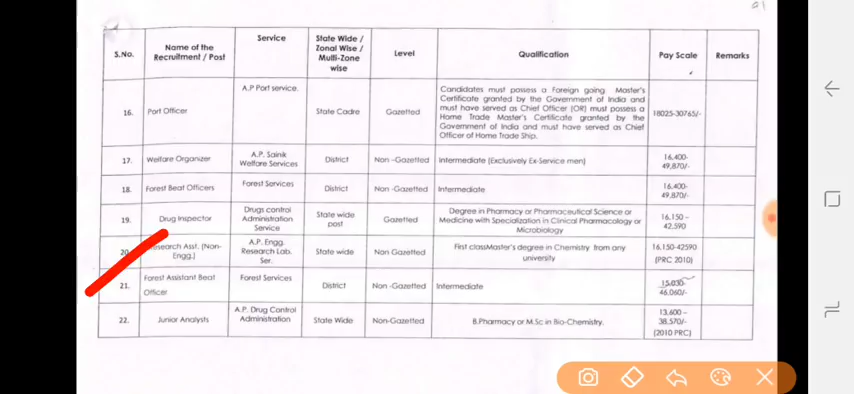 01
S.No.
Name of the
Recruitment / Post
Service
State Wide /
Zonal Wise /
Multi-Zone
wise
Level
Qualification
Pay Scale
Remarks
16.
Port Officer
A.P Port service.
State Cadre
Gazetted
Candidates must possess a Foreign going Master's
Certificate granted by the Government of India and
must have served as Chief Officer (OR) must possess a
Home Trade Master's Certificate granted by the
Government of India and must have served as Chief
Officer of Home Trade Ship.
18025-30765/-
17.
Welfare Organizer
A.P. Sainik
Welfare Services
District
Non -Gazetted
Intermediate (Exclusively Ex-Service men)
16,400-
49,870/-
18.
Forest Beat Officers
Forest Services
District
Non -Gazetted
Intermediate
16,400-
49,870/-
19.
Drug Inspector
Drugs control
Administration
Service
State wide
post
Gazetted
Degree in Pharmacy or Pharmaceutical Science or
Medicine with Specialization in Clinical Pharmacology or
Microbiology
16,150 –
42,590
20.
Research Asst. (Non-
Engg.)
A.P. Engg.
Research Lab.
Ser.
State wide
Non Gazetted
First classMaster's degree in Chemistry from any
university
16,150-42590
(PRC 2010)
21.
Forest Assistant Beat
Officer
Forest Services
District
Non -Gazetted
Intermediate
15,030-
46,060/-
22.
Junior Analysts
A.P. Drug Control
Administration
State Wide
Non-Gazetted
B.Pharmacy or M.Sc in Bio-Chemistry.
13,600 –
38,570/-
(2010 PRC)